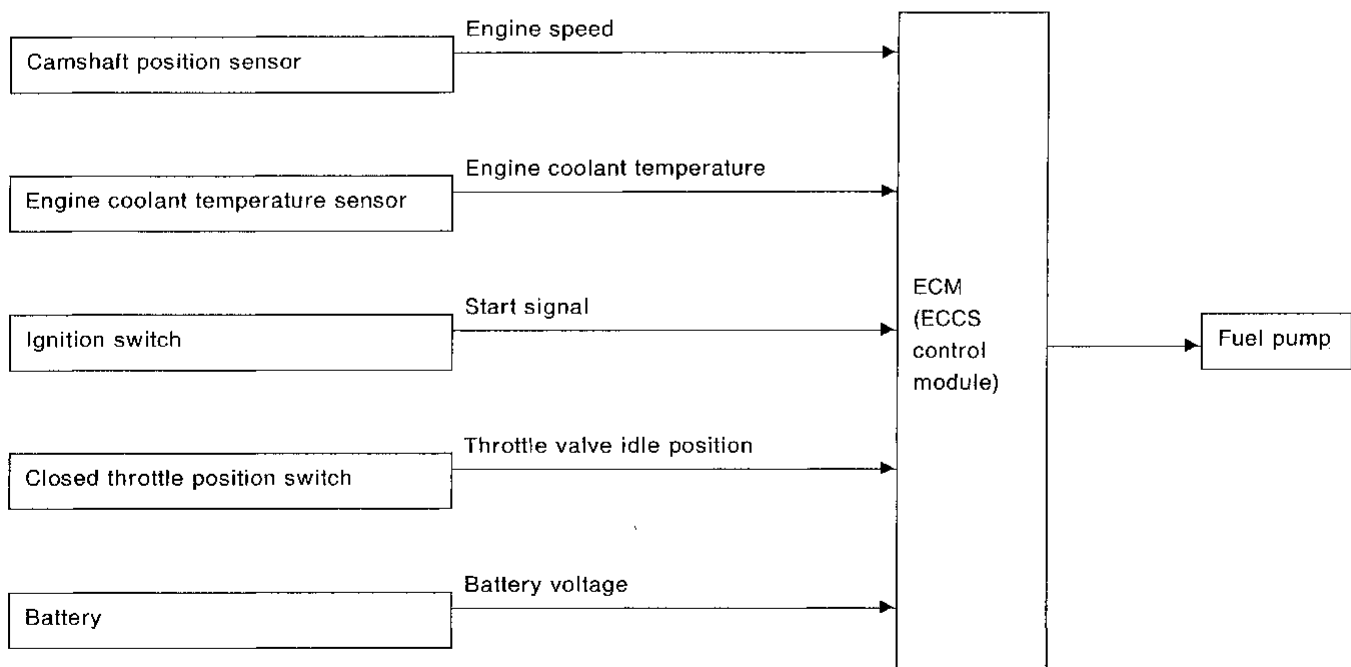 Engine speed
Camshaft position sensor
Engine coolant temperature
Engine coolant temperature sensor
Start signal
Ignition switch
ECM
(ECCS
control
module)
Fuel pump
Throttle valve idle position
Closed throttle position switch
Battery voltage
Battery